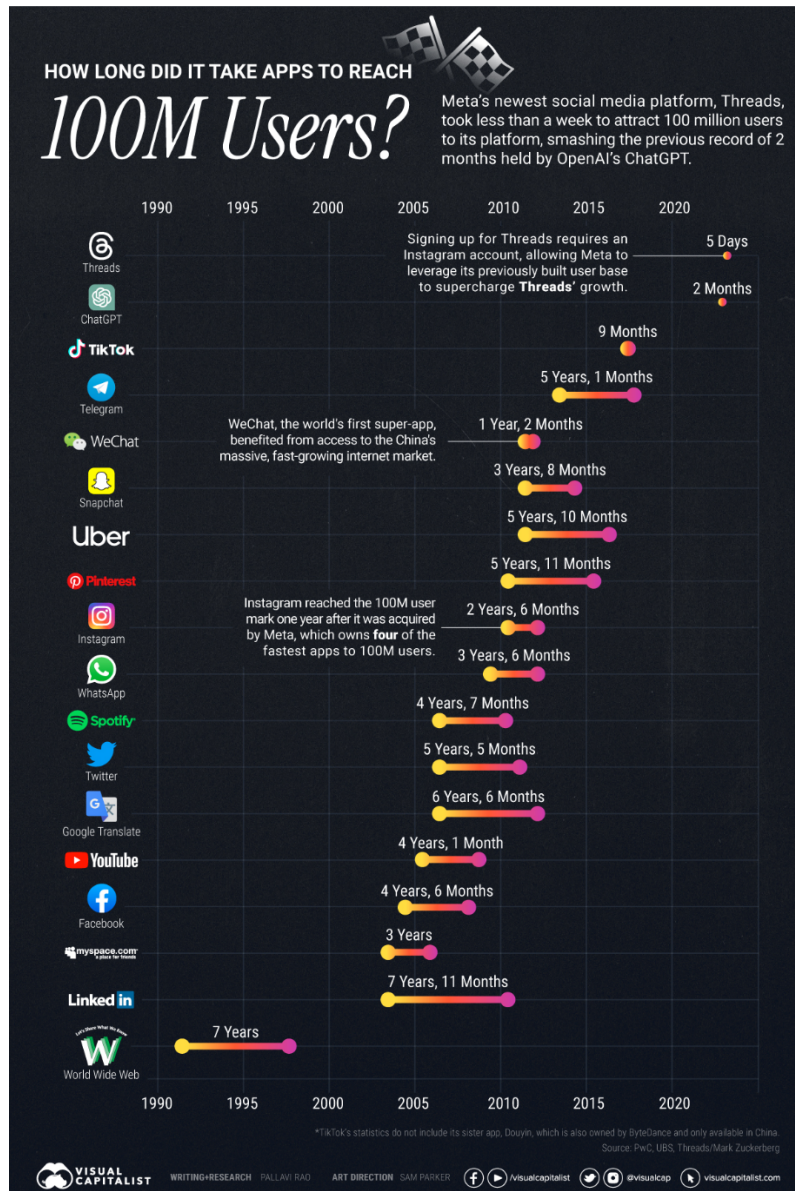 HOW LONG DID IT TAKE APPS TO REACH
100M Users?
Meta's newest social media platform, Threads,
took less than a week to attract 100 million users
to its platform, smashing the previous record of 2
months held by OpenAI's ChatGPT.
1990 1995 2000 2005 2010 2015 2020
Threads
Signing up for Threads requires an
Instagram account, allowing Meta to
leverage its previously built user base
to supercharge Threads' growth.
5 Days
ChatGPT
2 Months
TikTok
9 Months
Telegram
5 Years, 1 Months
WeChat
WeChat, the world's first super-app,
benefited from access to the China's
massive, fast-growing internet market.
1 Year, 2 Months
Snapchat
3 Years, 8 Months
Uber
5 Years, 10 Months
Pinterest
5 Years, 11 Months
Instagram
Instagram reached the 100M user
mark one year after it was acquired
by Meta, which owns four of the
fastest apps to 100M users.
2 Years, 6 Months
WhatsApp
3 Years, 6 Months
Spotify
4 Years, 7 Months
Twitter
5 Years, 5 Months
G 文
Google Translate
6 Years, 6 Months
YouTube
4 Years, 1 Month
Facebook
4 Years, 6 Months
myspace.com
a place for friends
3 Years
Linked in
7 Years, 11 Months
Let's Share What We Know
W
World Wide Web
7 Years
1990 1995 2000 2005 2010 2015 2020
*TikTok's statistics do not include its sister app, Douyin, which is also owned by ByteDance and only available in China.
Source: PwC, UBS, Threads/Mark Zuckerberg
VISUAL
CAPITALIST
WRITING+RESEARCH PALLAVI RAO ART DIRECTION SAM PARKER /visualcapitalist @visualcap visualcapitalist.com